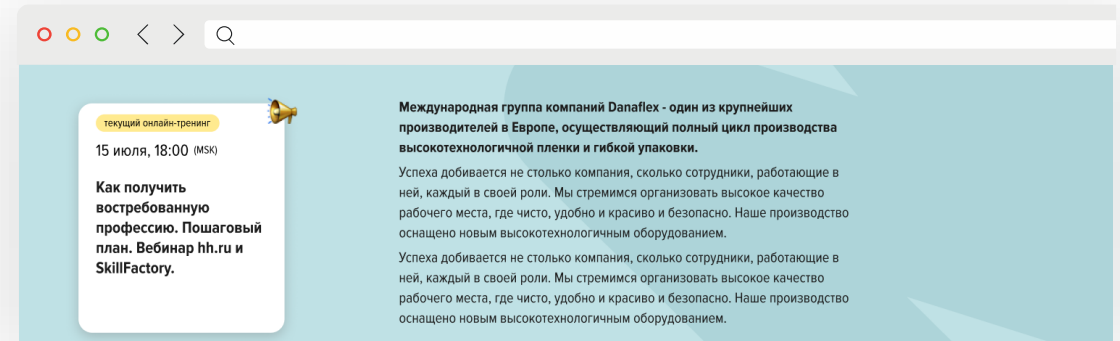 текущий онлайн-тренинг
15 июля, 18:00 (MSK)
Как получить
востребованную
профессию. Пошаговый
план. Вебинар hh.ru и
SkillFactory.
Международная группа компаний Danaflex - один из крупнейших
производителей в Европе, осуществляющий полный цикл производства
высокотехнологичной пленки и гибкой упаковки.
Успеха добивается не столько компания, сколько сотрудники, работающие в
ней, каждый в своей роли. Мы стремимся организовать высокое качество
рабочего места, где чисто, удобно и красиво и безопасно. Наше производство
оснащено новым высокотехнологичным оборудованием.
Успеха добивается не столько компания, сколько сотрудники, работающие в
ней, каждый в своей роли. Мы стремимся организовать высокое качество
рабочего места, где чисто, удобно и красиво и безопасно. Наше производство
оснащено новым высокотехнологичным оборудованием.